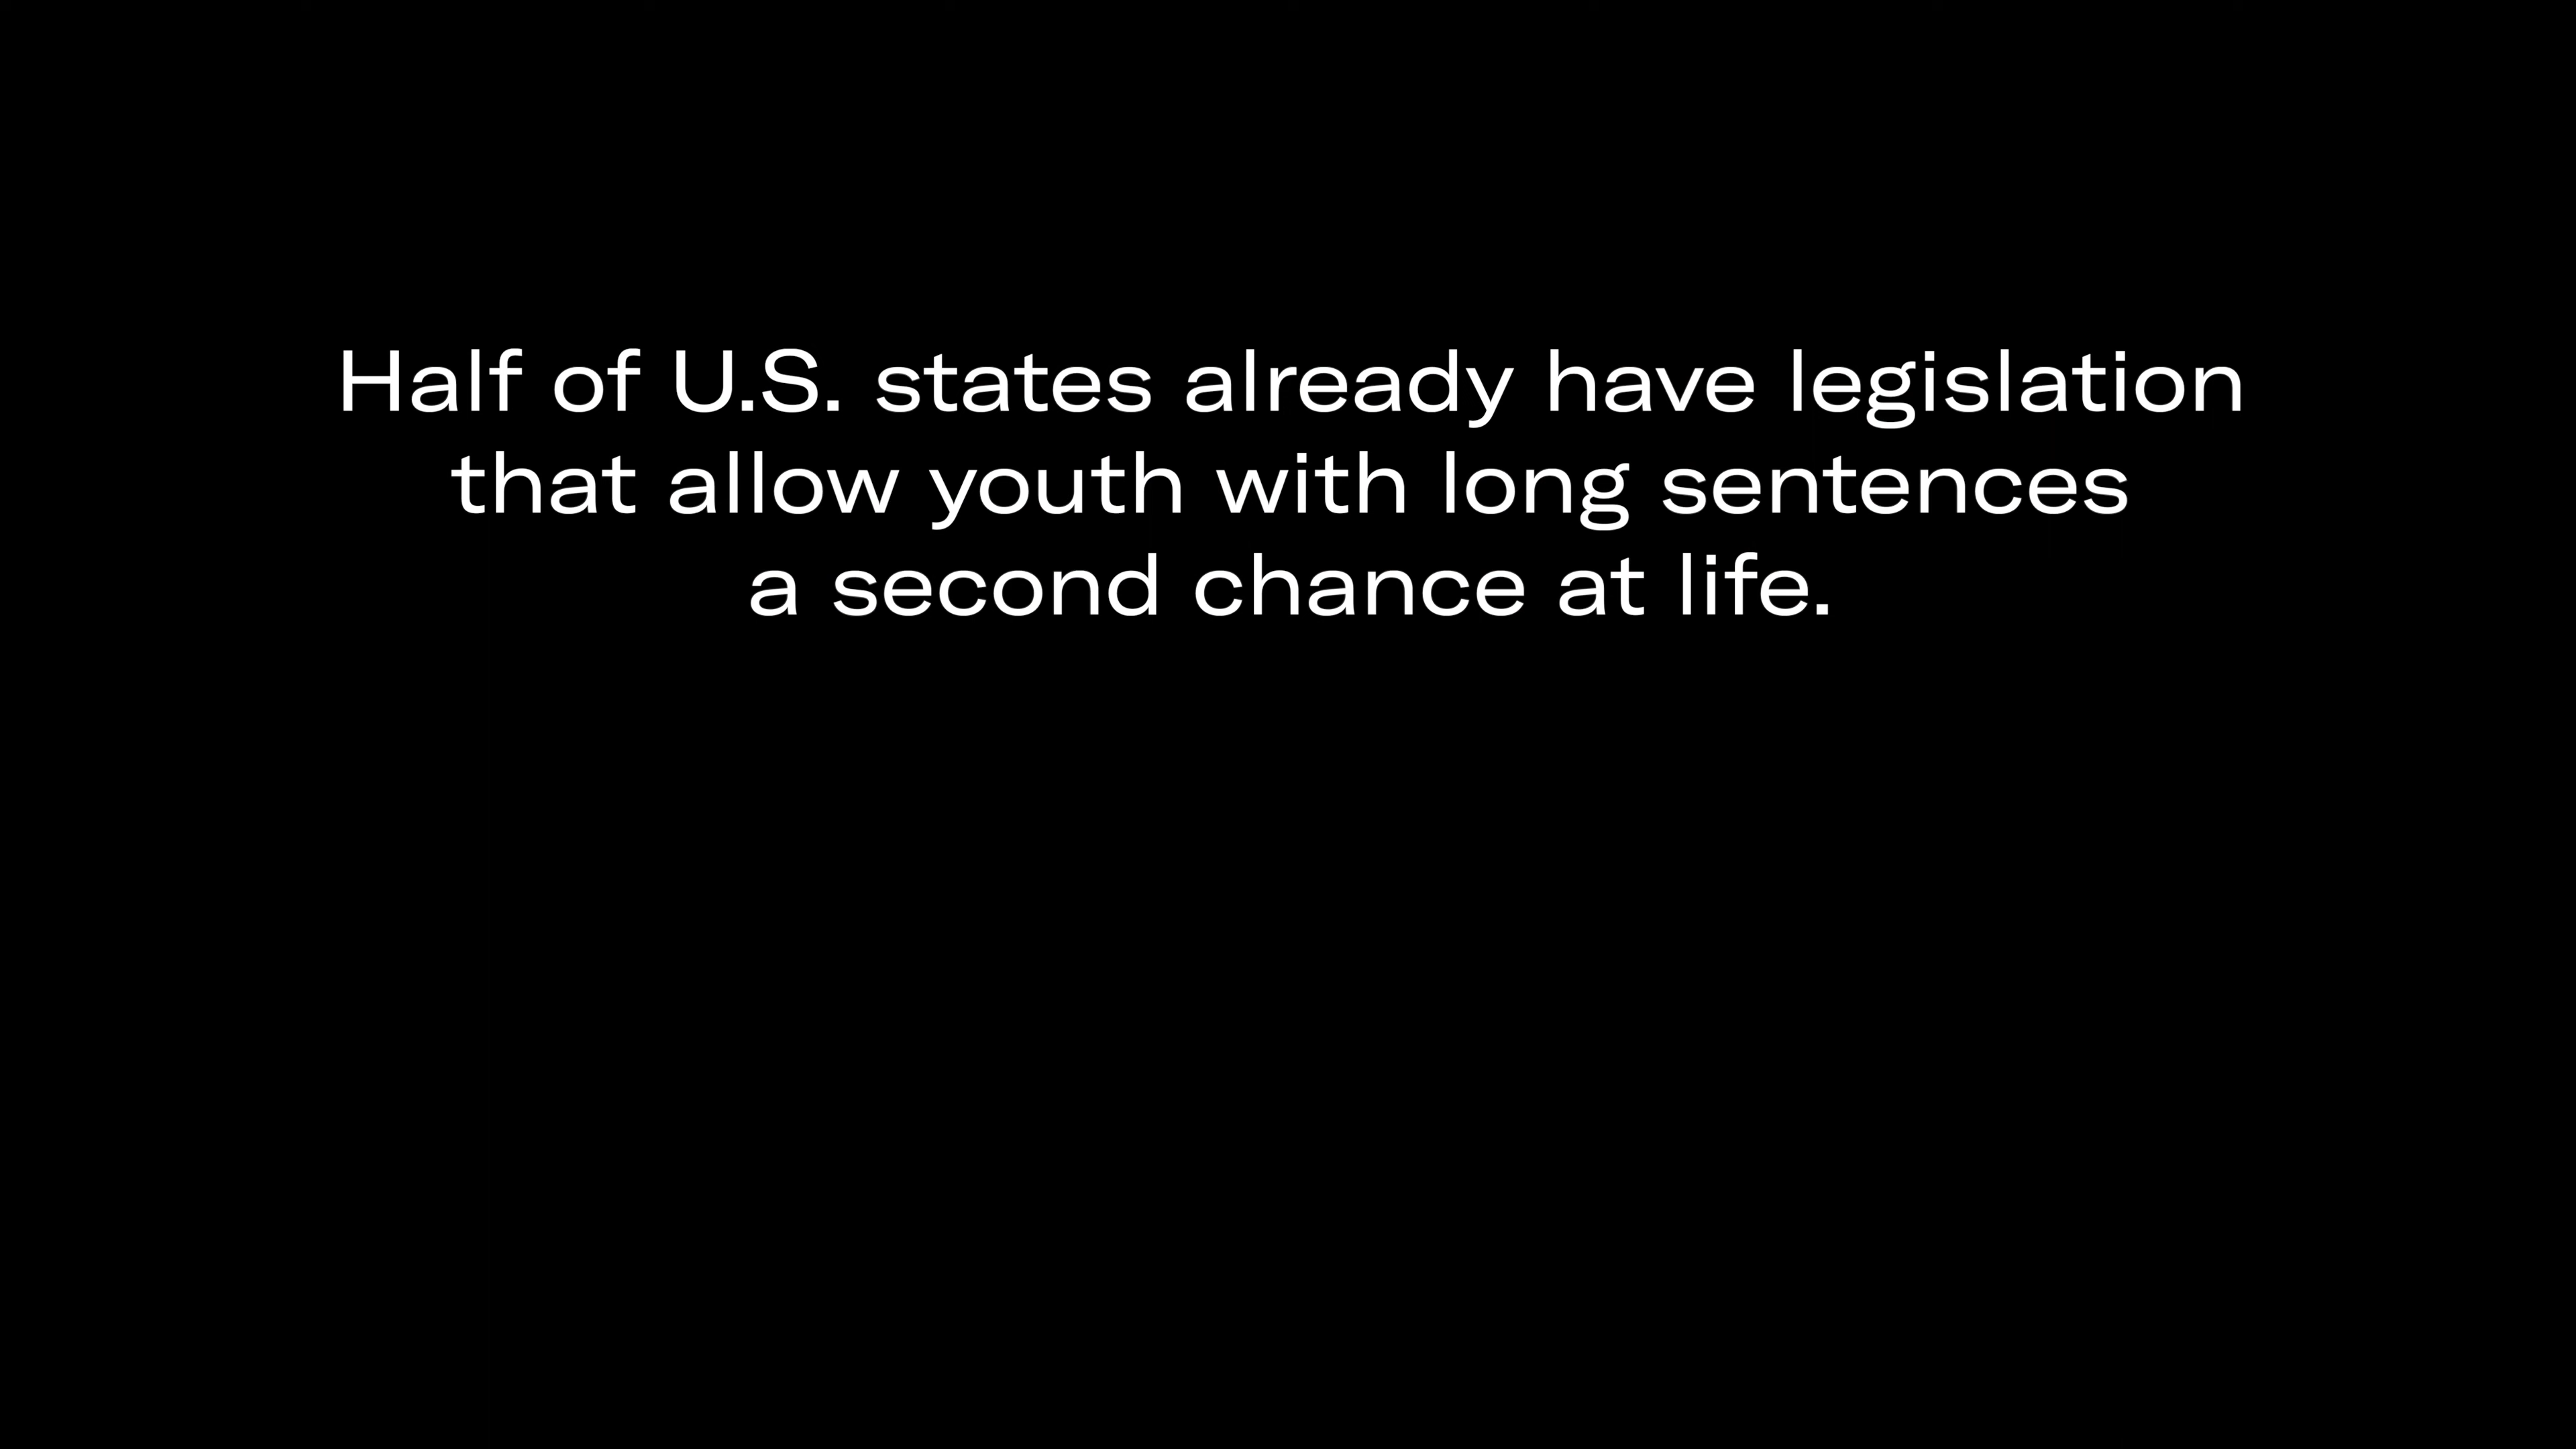 Half of U.S. states already have legislation
that allow youth with long sentences
a second chance at life.